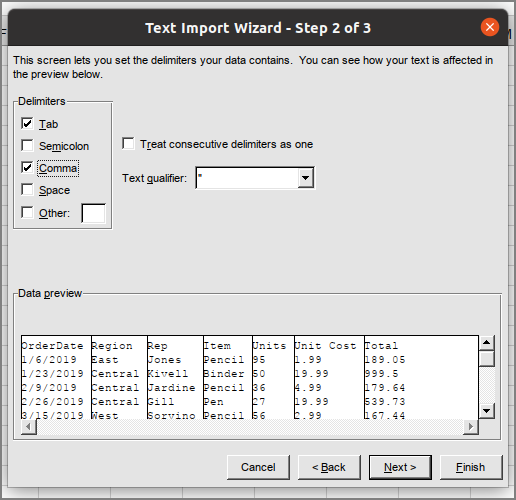 Text Import Wizard - Step 2 of 3
This screen lets you set the delimiters your data contains. You can see how your text is affected in
the preview below.
Delimiters
Tab
Semicolon
Comma
Space
Other:
Treat consecutive delimiters as one
Text qualifier: "
Data preview
OrderDate Region Rep Item Units Unit Cost Total
1/6/2019 East Jones Pencil 95 1.99 189.05
1/23/2019 Central Kivell Binder 50 19.99 999.5
2/9/2019 Central Jardine Pencil 36 4.99 179.64
2/26/2019 Central Gill Pen 27 19.99 539.73
3/15/2019 West Sorvino Pencil 56 2.99 167.44
Cancel < Back Next > Finish